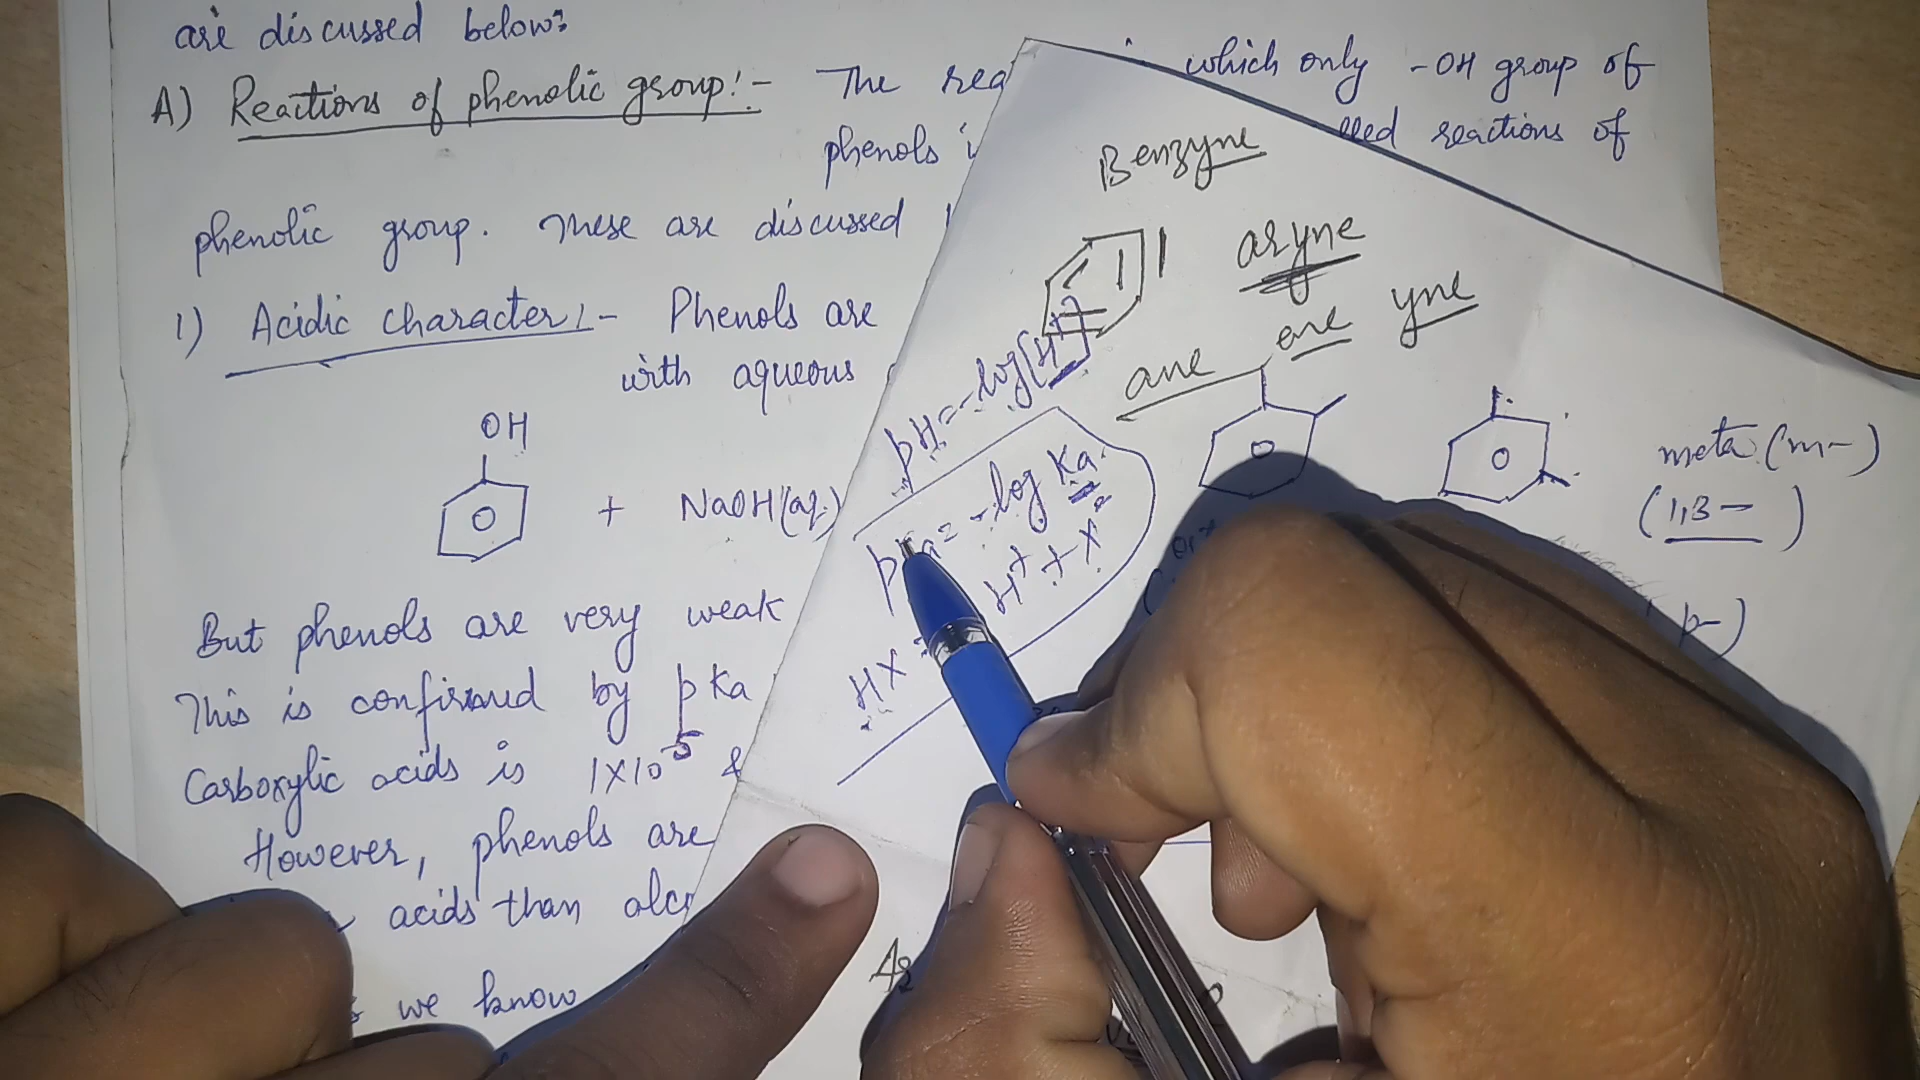 are discussed below:
A) Reactions of phenolic group:- The rea
which only -OH group of
phenols i
lled reactions of
phenolic group. These are discussed
1) Acidic character:- Phenols are
with aqueous
OH
+ NaOH(aq.)
But phenols are very weak
This is confirmed by pKa
Carboxylic acids is 1X10-5 &
However, phenols are
acids than alco
we know
Benzyne
aryne
ane ene yne
pH=-log[H+]
pKa=-log Ka
HX H+ + X-
meta (m-)
(1,3-)
p-)